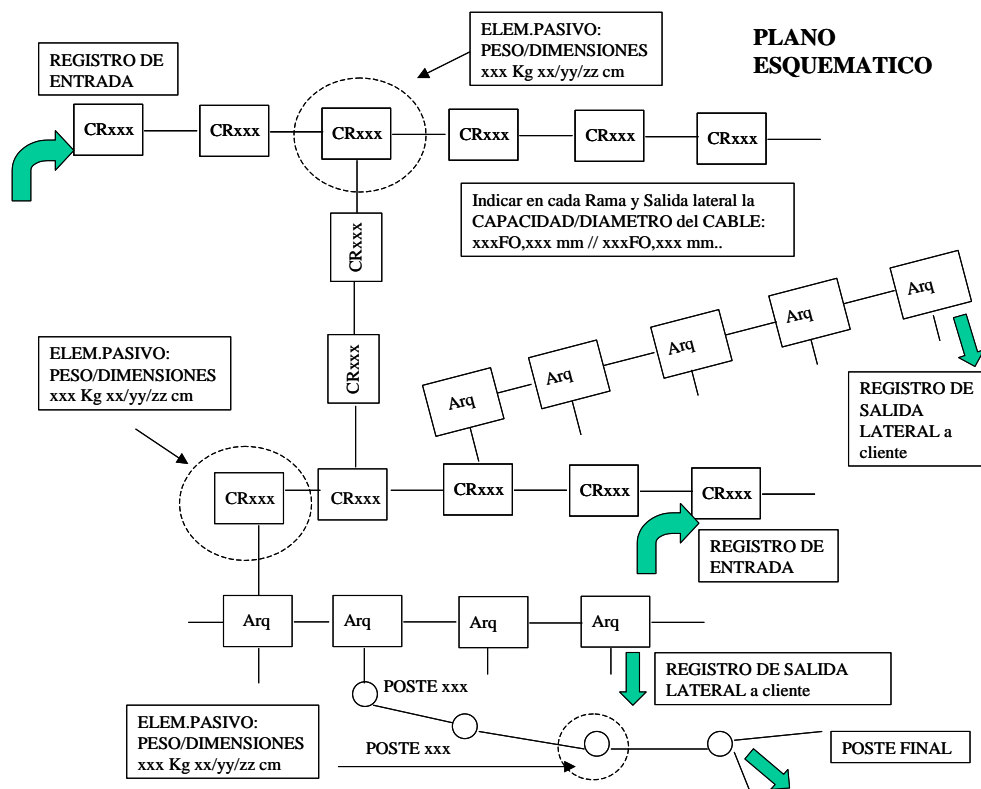 PLANO
ESQUEMATICO
ELEM.PASIVO:
PESO/DIMENSIONES
xxx Kg xx/yy/zz cm
REGISTRO DE
ENTRADA
CRxxx
CRxxx
CRxxx
CRxxx
CRxxx
CRxxx
Indicar en cada Rama y Salida lateral la
CAPACIDAD/DIAMETRO del CABLE:
xxxFO,xxx mm // xxxFO,xxx mm..
CRxxx
CRxxx
Arq
Arq
Arq
Arq
Arq
ELEM.PASIVO:
PESO/DIMENSIONES
xxx Kg xx/yy/zz cm
REGISTRO DE
SALIDA
LATERAL a
cliente
CRxxx
CRxxx
CRxxx
CRxxx
CRxxx
REGISTRO DE
ENTRADA
Arq
Arq
Arq
Arq
REGISTRO DE SALIDA
LATERAL a cliente
POSTE xxx
ELEM.PASIVO:
PESO/DIMENSIONES
xxx Kg xx/yy/zz cm
POSTE xxx
POSTE FINAL